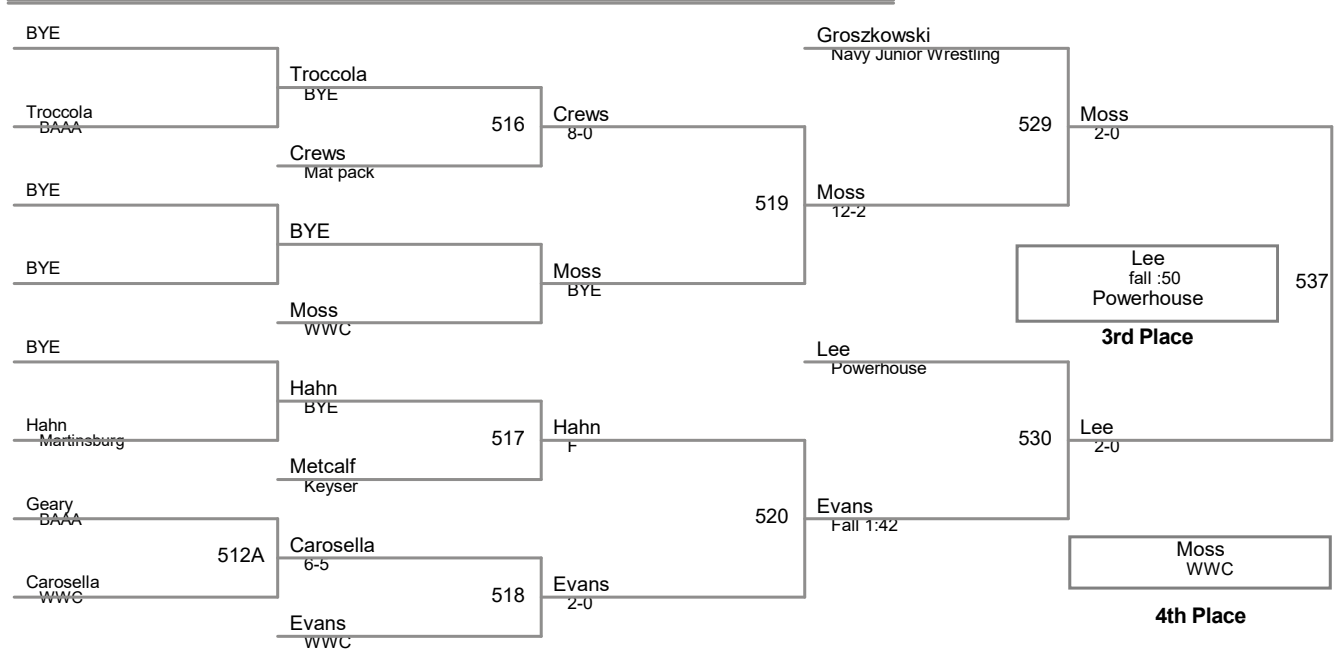 BYE
Troccola
BAAA
BYE
BYE
BYE
Hahn
Martinsburg
Geary
BAAA
512A
Carosella
WWC
Troccola
BYE
516
Crews
Mat pack
BYE
Moss
WWC
Hahn
BYE
517
Metcalf
Keyser
Carosella
6-5
518
Evans
WWC
Crews
8-0
519
Moss
BYE
Hahn
F
520
Evans
2-0
Groszkowski
Navy Junior Wrestling
529
Moss
12-2
Lee
Powerhouse
530
Evans
Fall 1:42
Moss
2-0
537
Lee
2-0
Lee
fall :50
Powerhouse
3rd Place
Moss
WWC
4th Place